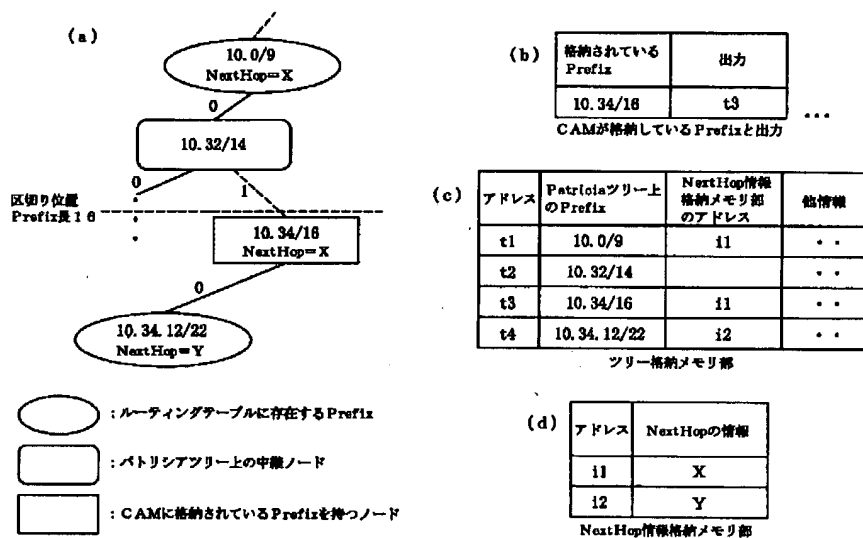 (a)
10.0/9
NextHop=X
0
10.32/14
0
1
区切り位置
Prefix長16
10.34/16
NextHop=X
0
10.34.12/22
NextHop=Y
:ルーティングテーブルに存在するPrefix
:パトリシアツリー上の中継ノード
:CAMに格納されているPrefixを持つノード
(b)
格納されている
Prefix
出力
10.34/16
t3
CAMが格納しているPrefixと出力
...
(c)
アドレス
Patriciaツリー上
のPrefix
NextHop情報
格納メモリ部
のアドレス
他情報
t1
10.0/9
i1
・・
t2
10.32/14
・・
t3
10.34/16
i1
・・
t4
10.34.12/22
i2
・・
ツリー格納メモリ部
(d)
アドレス
NextHopの情報
i1
X
i2
Y
NextHop情報格納メモリ部